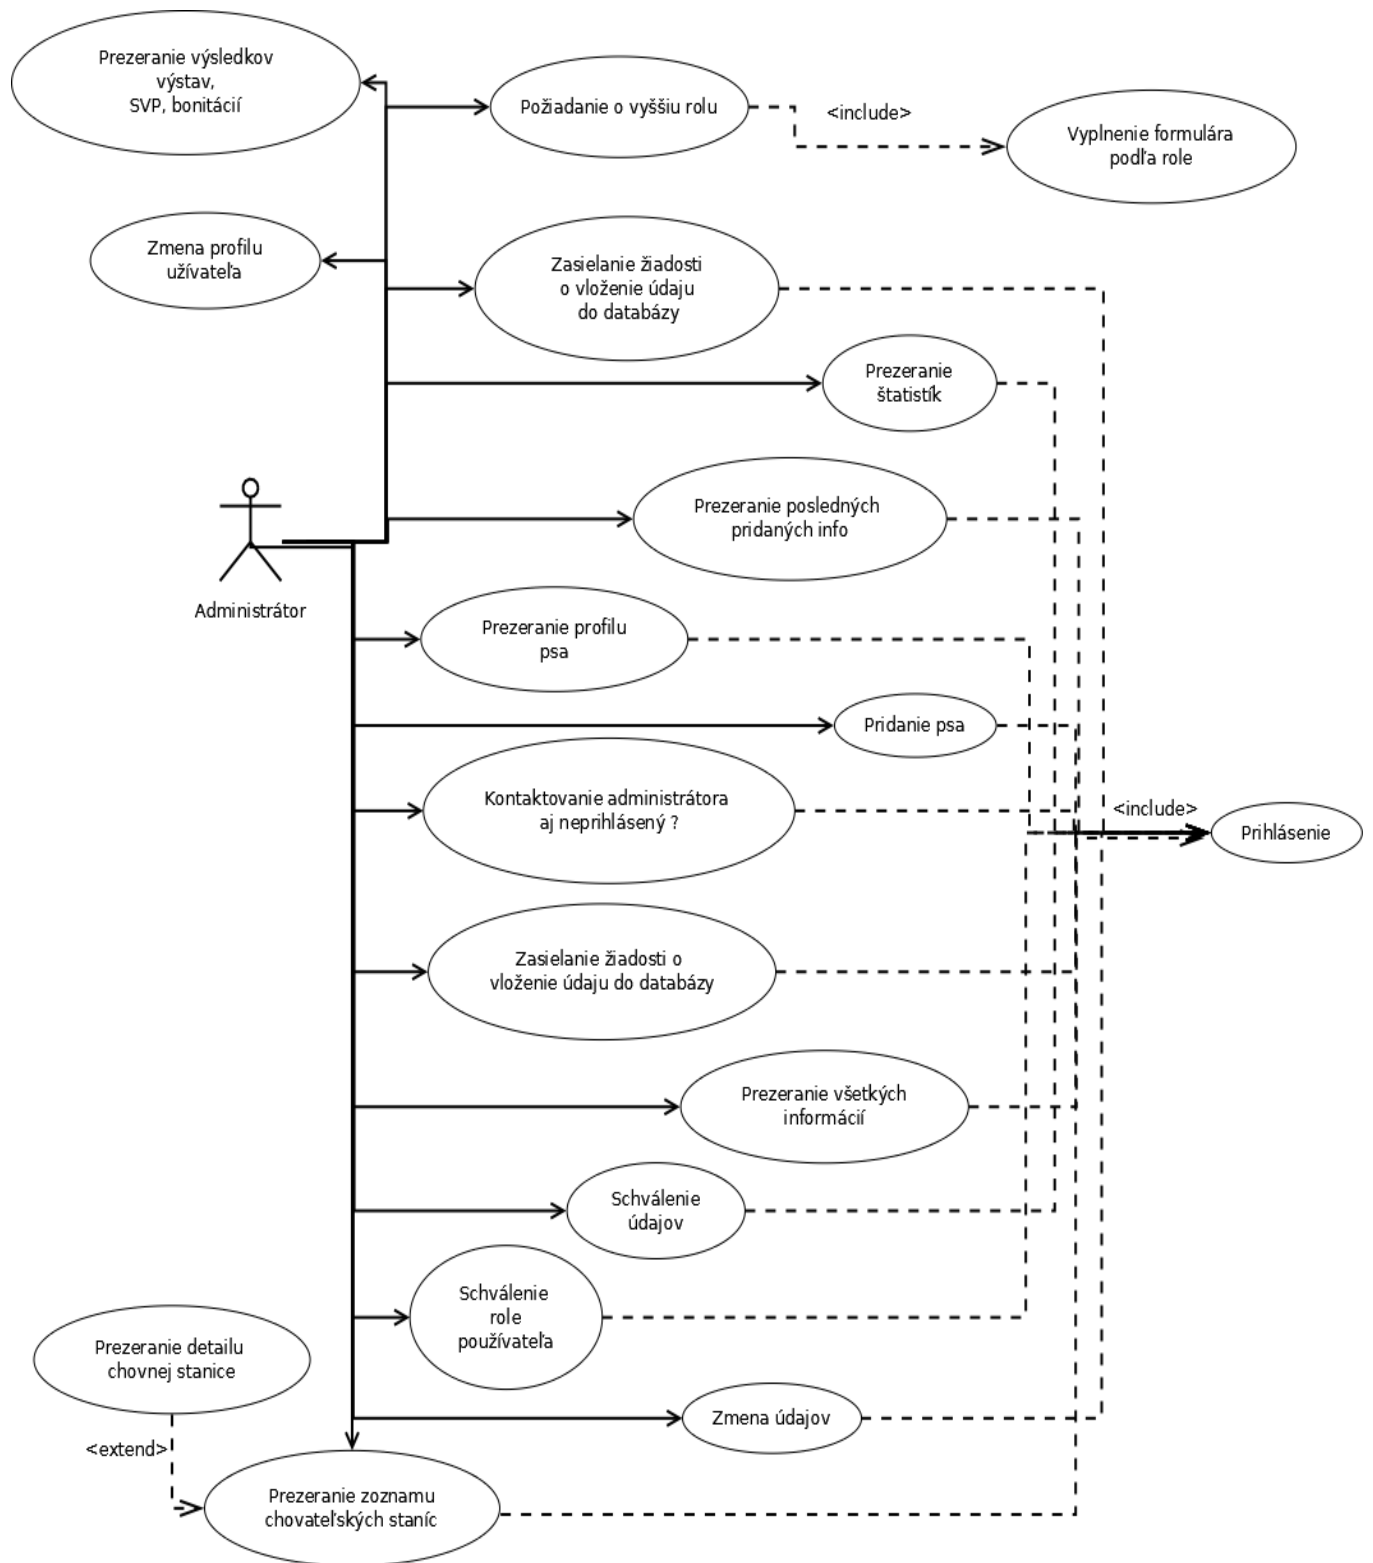 Prezeranie výsledkov
výstav,
SVP, bonitácií
Požiadanie o vyššiu rolu
<include>
Vyplnenie formulára
podľa role
Zmena profilu
užívateľa
Zasielanie žiadosti
o vloženie údaju
do databázy
Prezeranie
štatistík
Prezeranie posledných
pridaných info
Administrátor
Prezeranie profilu
psa
Pridanie psa
Kontaktovanie administrátora
aj neprihlásený ?
<include>
Prihlásenie
Zasielanie žiadosti o
vloženie údaju do databázy
Prezeranie všetkých
informácií
Schválenie
údajov
Schválenie
role
používateľa
Prezeranie detailu
chovnej stanice
Zmena údajov
<extend>
Prezeranie zoznamu
chovateľských staníc